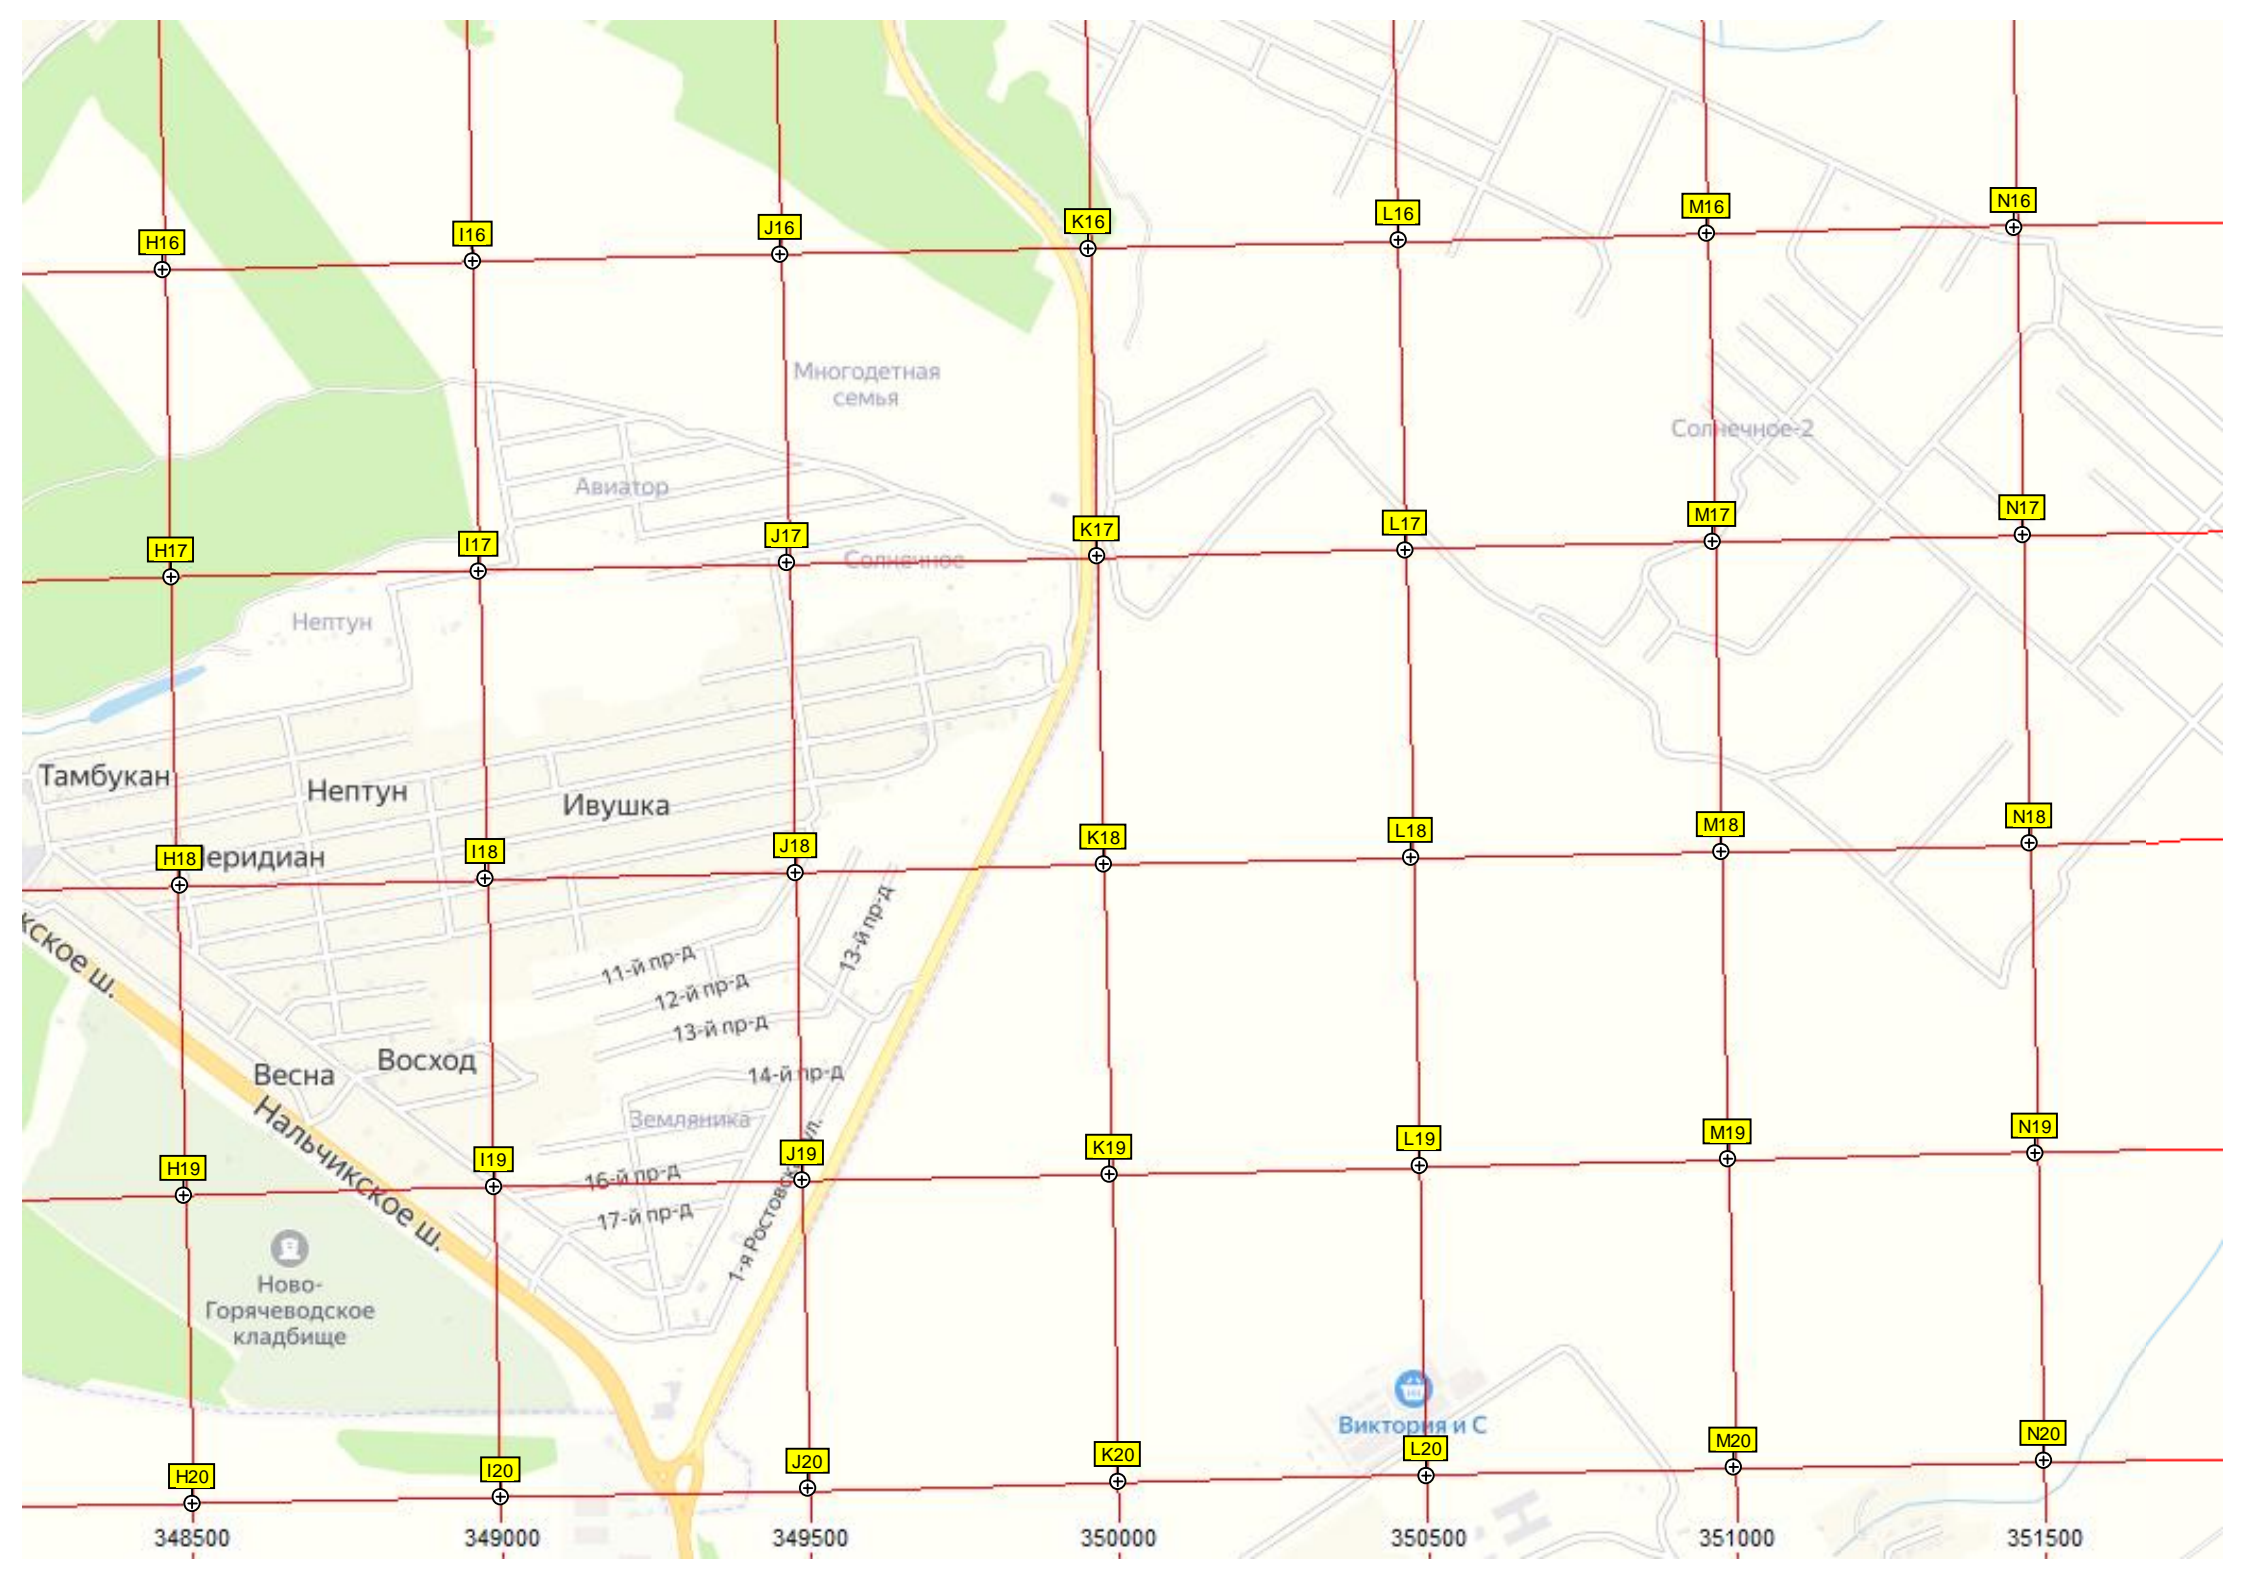 H16
I16
J16
K16
L16
M16
N16
Многодетная
семья
Солнечное-2
Авиатор
H17
I17
J17
K17
L17
M17
N17
Солнечное
Нептун
Тамбукан
Нептун
Ивушка
H18
еридиан
I18
J18
K18
L18
M18
N18
кское ш.
11-й пр-д
12-й пр-д
13-й пр-д
13-й пр-д
Весна
Восход
14-й пр-д
Земляника
Нальчикское ш.
H19
I19
J19
K19
L19
M19
N19
16-й пр-д
17-й пр-д
1-я Ростовск ул.
Ново-
Горячеводское
кладбище
Виктория и С
H20
I20
J20
K20
L20
M20
N20
348500
349000
349500
350000
350500
351000
351500